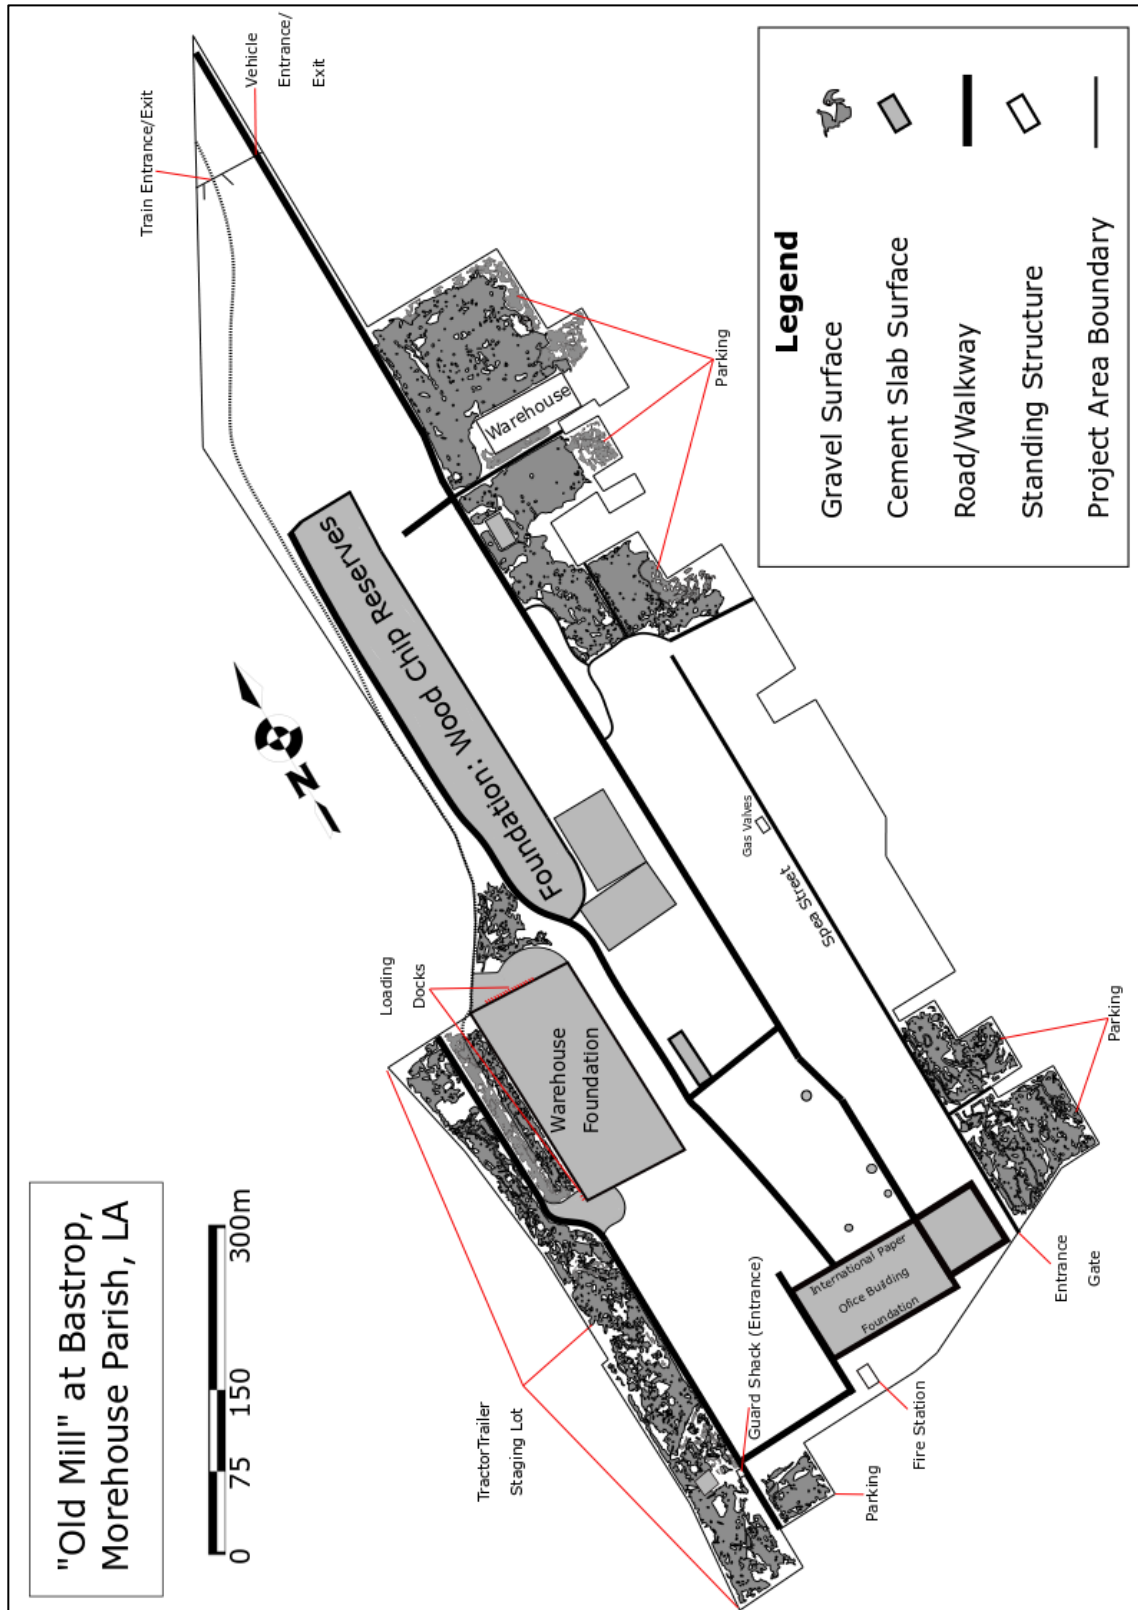 "Old Mill" at Bastrop,
Morehouse Parish, LA
0
75
150
300m
TractorTrailer
Staging Lot
Loading
Docks
Train Entrance/Exit
Vehicle
Entrance/
Exit
Guard Shack (Entrance)
Parking
Fire Station
Warehouse
Foundation
International Paper
Ofice Building
Foundation
N
Foundation: Wood Chip Reserves
Entrance
Gate
Parking
Spea Street
Gas Valves
Warehouse
Parking
Legend
Gravel Surface
Cement Slab Surface
Road/Walkway
Standing Structure
Project Area Boundary